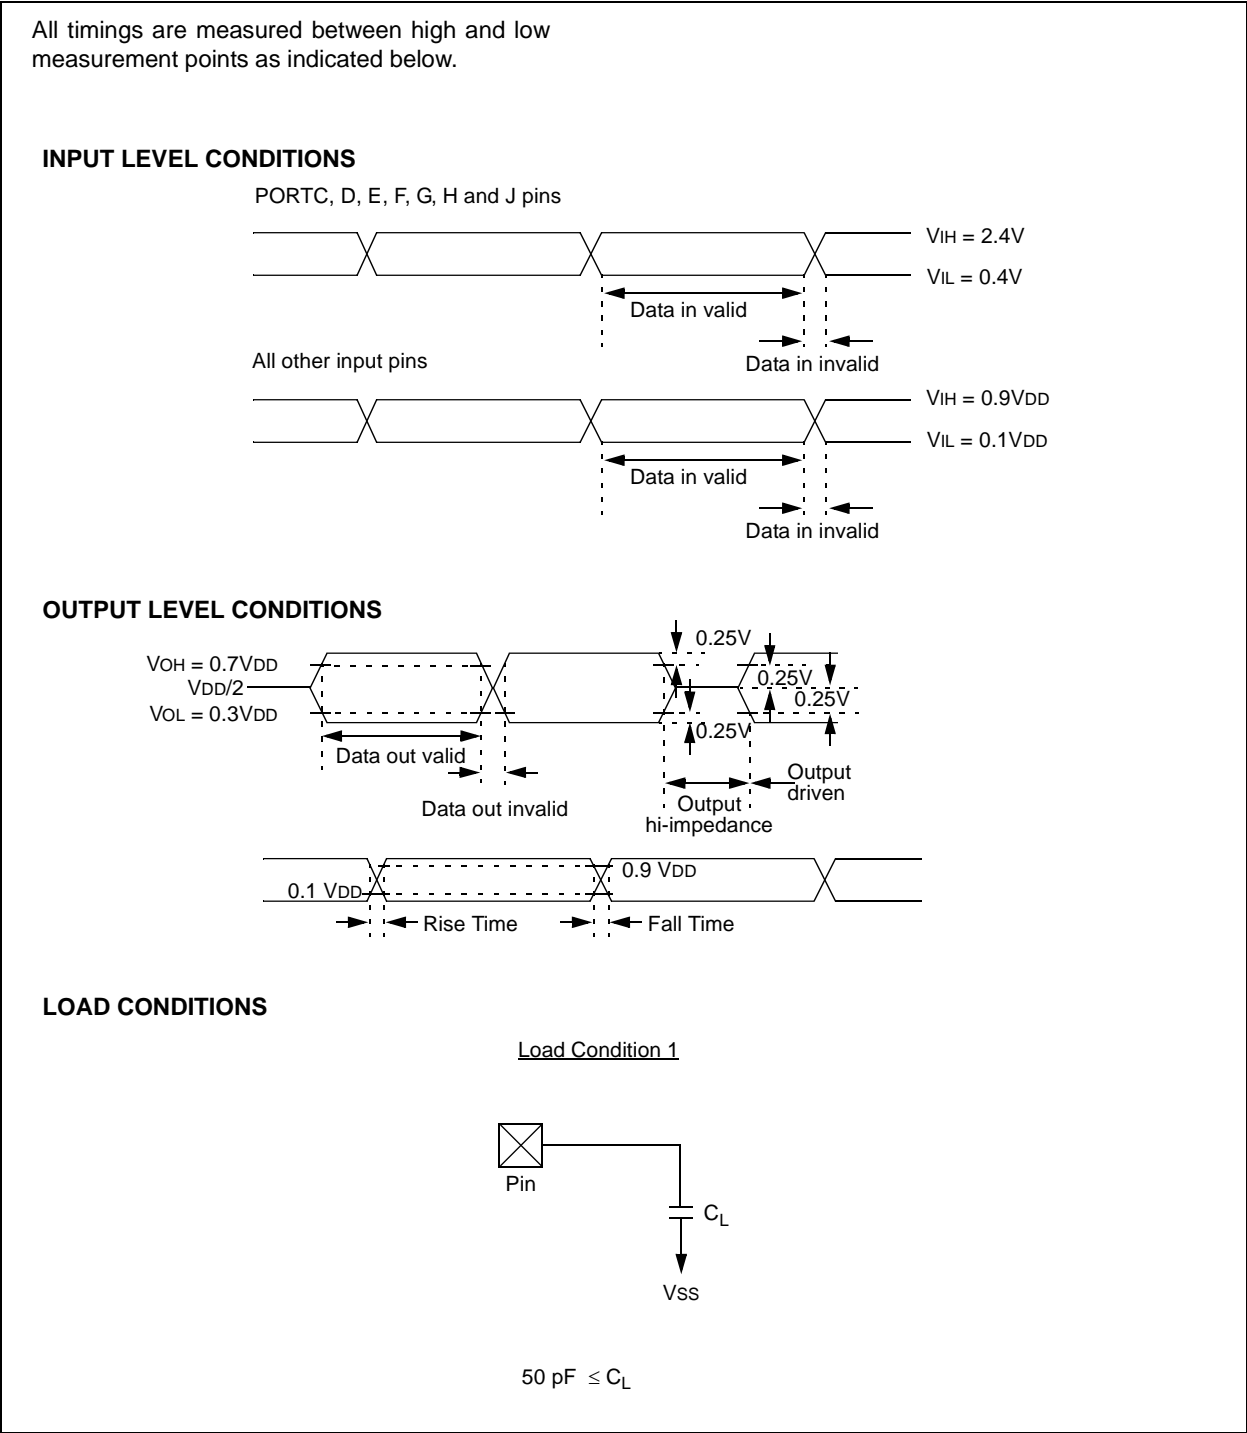 All timings are measured between high and low
measurement points as indicated below.
INPUT LEVEL CONDITIONS
PORTC, D, E, F, G, H and J pins
VIH = 2.4V
VIL = 0.4V
Data in valid
Data in invalid
All other input pins
VIH = 0.9VDD
VIL = 0.1VDD
Data in valid
Data in invalid
OUTPUT LEVEL CONDITIONS
0.25V
VOH = 0.7VDD
VDD/2
VOL = 0.3VDD
0.25V
0.25V
0.25V
Data out valid
Data out invalid
Output
hi-impedance
Output
driven
0.9 VDD
0.1 VDD
Rise Time
Fall Time
LOAD CONDITIONS
Load Condition 1
Pin
CL
VSS
50 pF ≤ CL